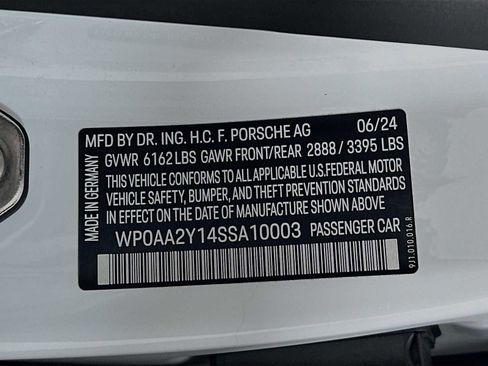 MADE IN GERMANY
MFD BY DR. ING. H.C. F. PORSCHE AG 06/24
GVWR 6162 LBS GAWR FRONT/REAR 2888 / 3395 LBS
THIS VEHICLE CONFORMS TO ALL APPLICABLE U.S.FEDERAL MOTOR
VEHICLE SAFETY, BUMPER, AND THEFT PREVENTION STANDARDS
IN EFFECT ON THE DATE OF MANUFACTURE SHOWN ABOVE
WP0AA2Y14SSA10003 PASSENGER CAR
9J1.010.016.R